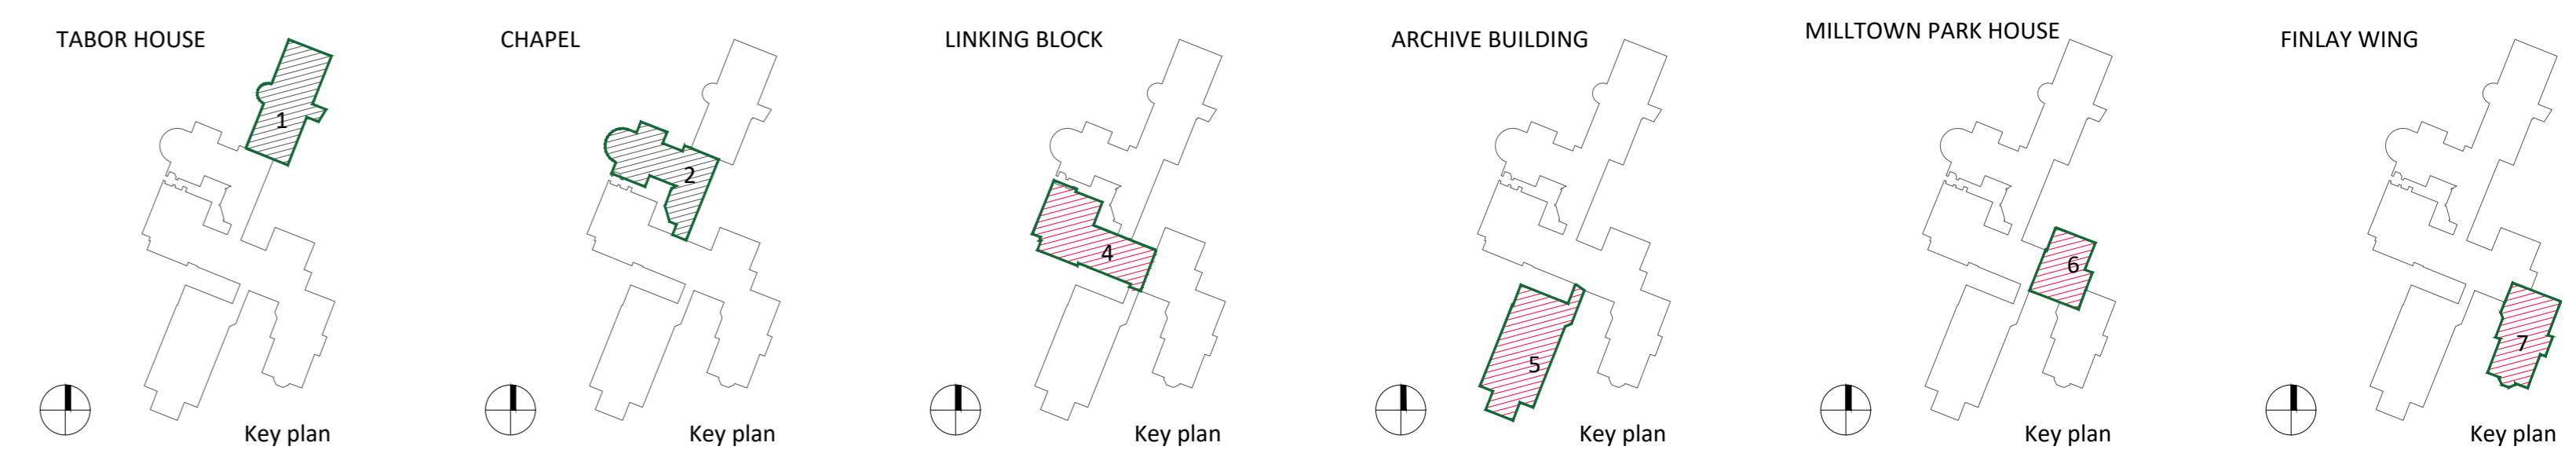 TABOR HOUSE
1
Key plan
CHAPEL
2
Key plan
LINKING BLOCK
4
Key plan
ARCHIVE BUILDING
5
Key plan
MILLTOWN PARK HOUSE
6
Key plan
FINLAY WING
7
Key plan